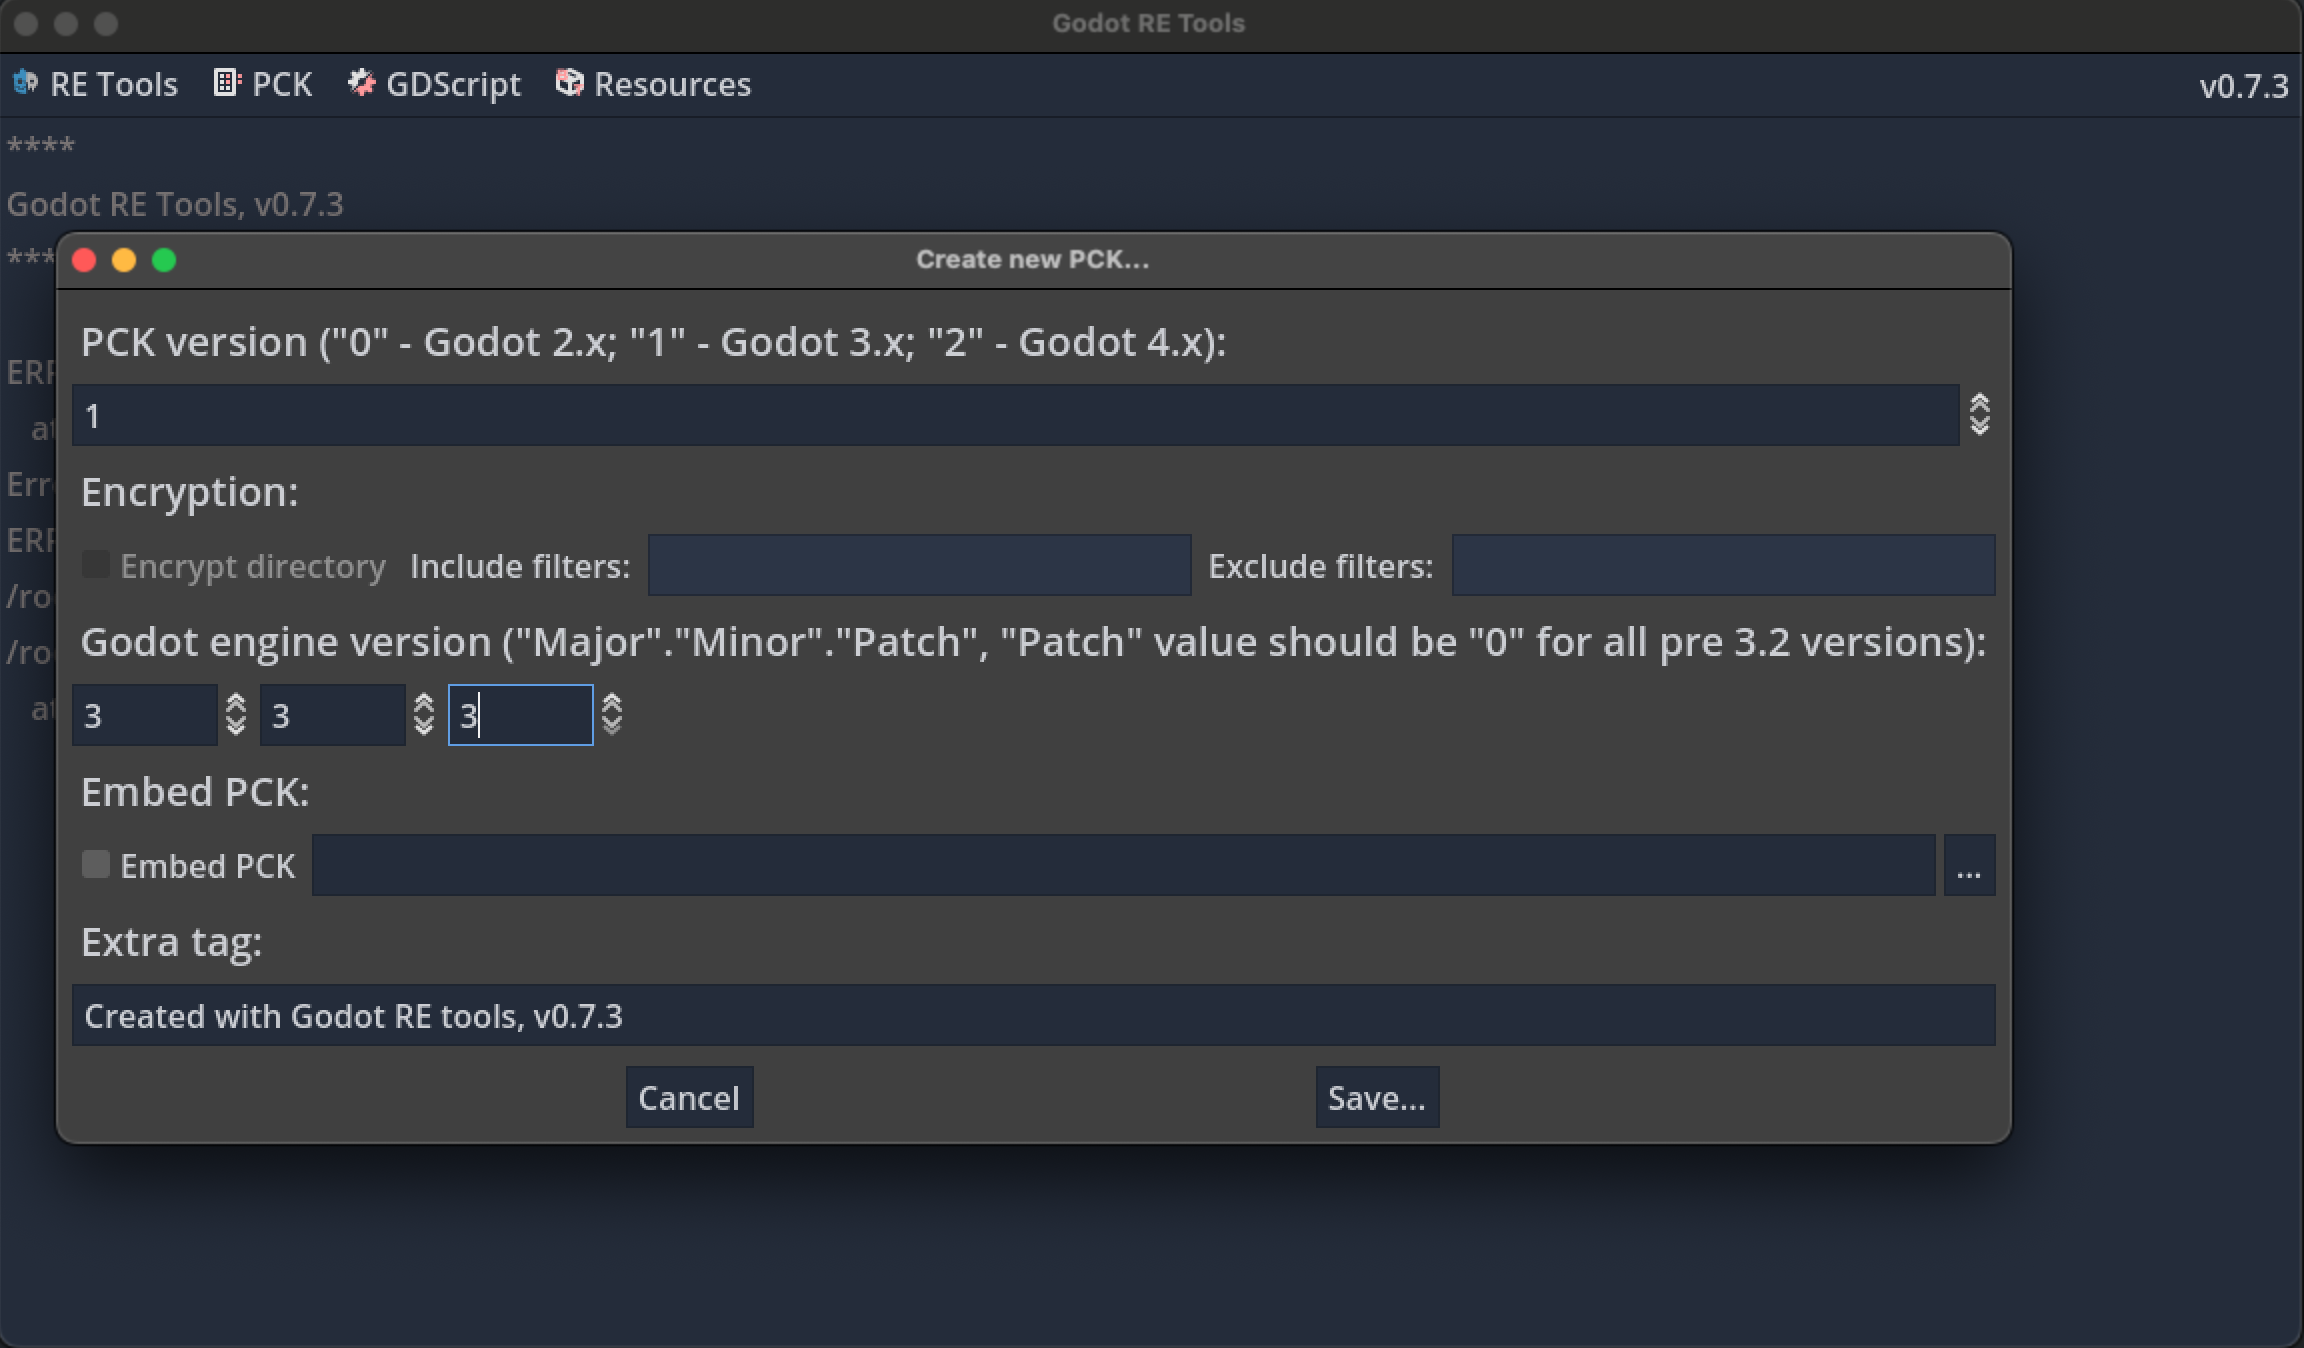 Godot RE Tools
RE Tools PCK GDScript Resources v0.7.3
****
Godot RE Tools, v0.7.3
***
Create new PCK...
PCK version ("0" - Godot 2.x; "1" - Godot 3.x; "2" - Godot 4.x):
1
Encryption:
Encrypt directory Include filters: Exclude filters:
/ro
Godot engine version ("Major"."Minor"."Patch", "Patch" value should be "0" for all pre 3.2 versions):
/ro
3 3 3
at
Embed PCK:
Embed PCK ...
Extra tag:
Created with Godot RE tools, v0.7.3
Cancel Save...